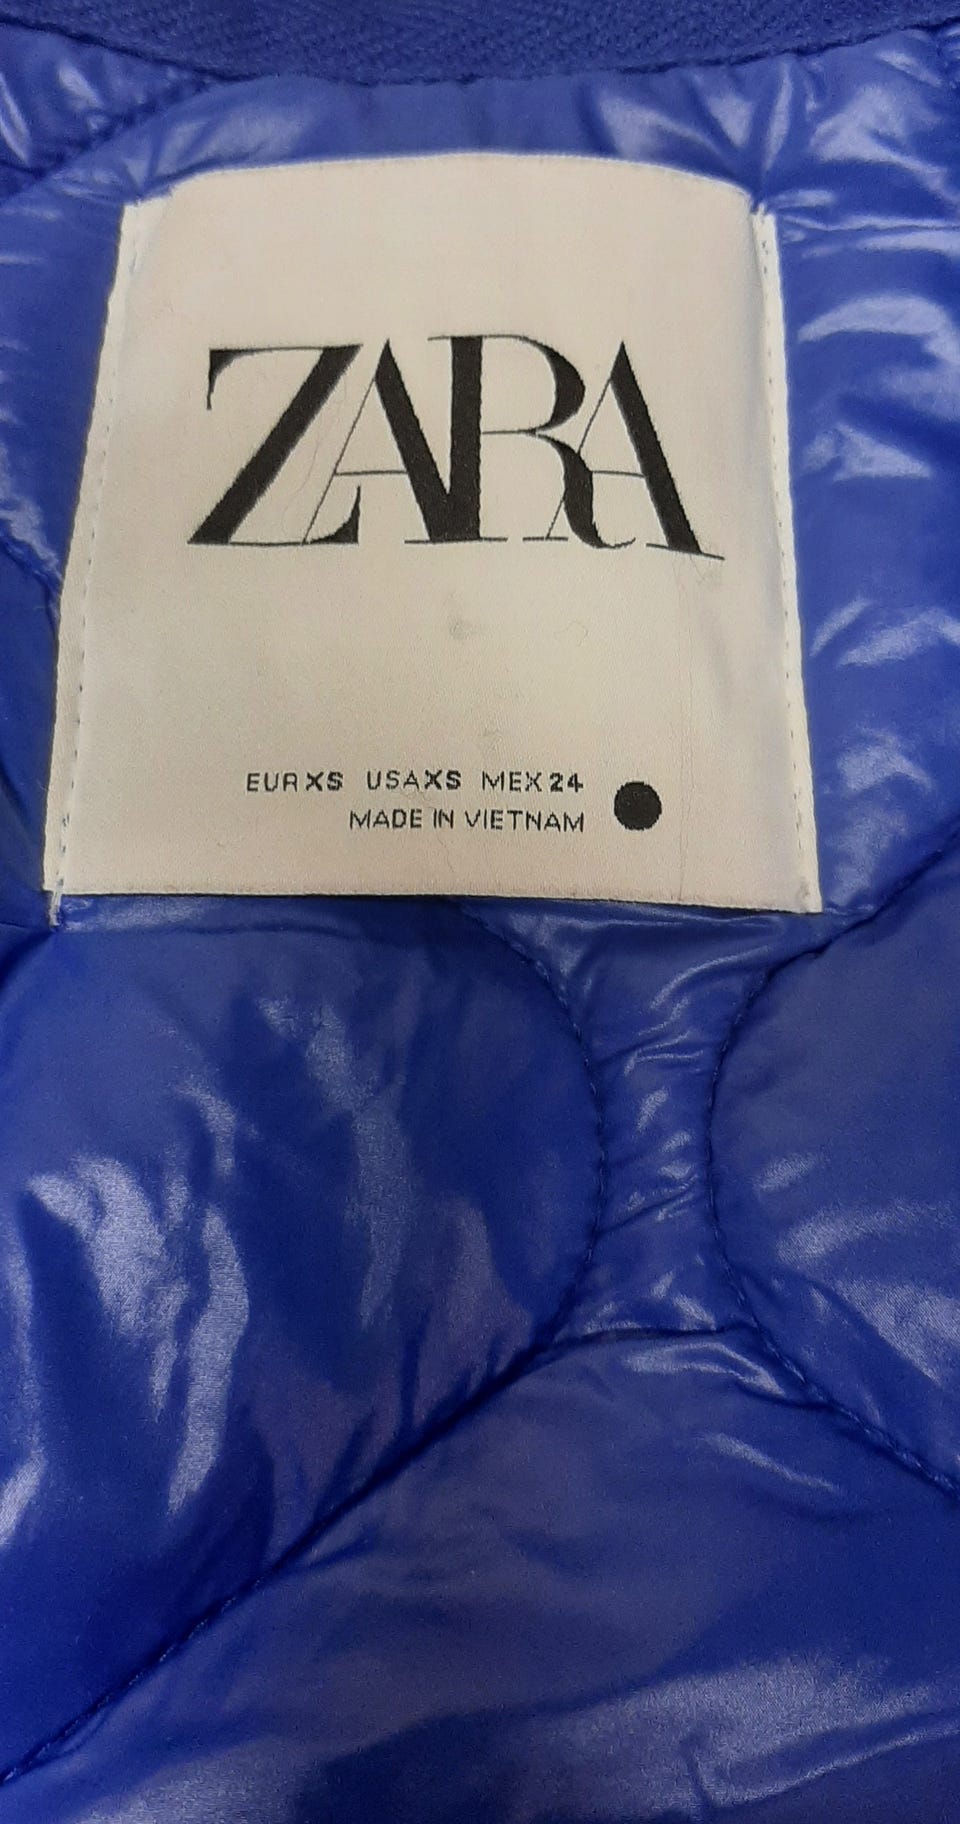 ZARA
EUR XS USA XS MEX 24
MADE IN VIETNAM